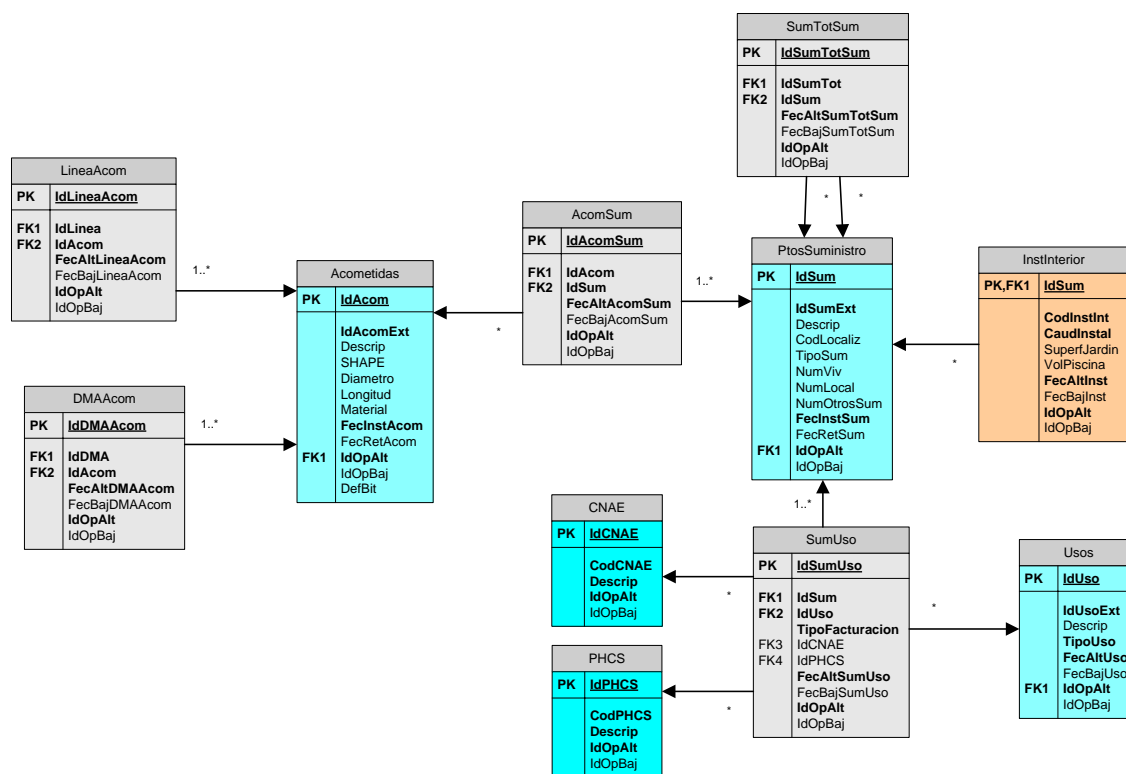 SumTotSum
PK IdSumTotSum
FK1 IdSumTot
FK2 IdSum
FecAltSumTotSum
FecBajSumTotSum
IdOpAlt
IdOpBaj
* *
LineaAcom
PK IdLineaAcom
FK1 IdLinea
FK2 IdAcom
FecAltLineaAcom
FecBajLineaAcom
IdOpAlt
IdOpBaj
1..*
AcomSum
PK IdAcomSum
FK1 IdAcom
FK2 IdSum
FecAltAcomSum
FecBajAcomSum
IdOpAlt
IdOpBaj
1..*
*
PtosSuministro
PK IdSum
IdSumExt
Descrip
CodLocaliz
TipoSum
NumViv
NumLocal
NumOtrosSum
FecInstSum
FecRetSum
FK1 IdOpAlt
IdOpBaj
InstInterior
PK,FK1 IdSum
CodInstInt
CaudInstal
SuperfJardin
VolPiscina
FecAltInst
FecBajInst
IdOpAlt
IdOpBaj
*
Acometidas
PK IdAcom
IdAcomExt
Descrip
SHAPE
Diametro
Longitud
Material
FecInstAcom
FecRetAcom
FK1 IdOpAlt
IdOpBaj
DefBit
DMAAcom
PK IdDMAAcom
FK1 IdDMA
FK2 IdAcom
FecAltDMAAcom
FecBajDMAAcom
IdOpAlt
IdOpBaj
1..*
CNAE
PK IdCNAE
CodCNAE
Descrip
IdOpAlt
IdOpBaj
*
1..*
SumUso
PK IdSumUso
FK1 IdSum
FK2 IdUso
TipoFacturacion
FK3 IdCNAE
FK4 IdPHCS
FecAltSumUso
FecBajSumUso
IdOpAlt
IdOpBaj
*
Usos
PK IdUso
IdUsoExt
Descrip
TipoUso
FecAltUso
FecBajUso
FK1 IdOpAlt
IdOpBaj
PHCS
PK IdPHCS
CodPHCS
Descrip
IdOpAlt
IdOpBaj
*